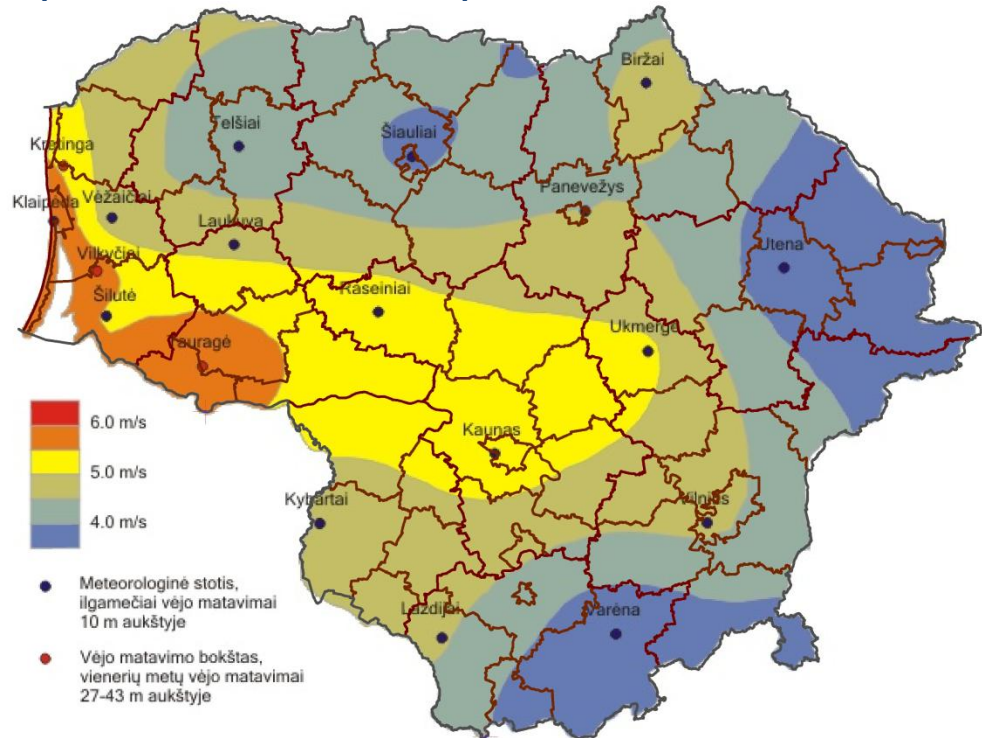 Biržai
Telšiai
Šiauliai
Kretinga
Panevėžys
Vėžaičiai
Klaipėda
Laukuva
Utena
Vilkyčiai
Šilutė
Raseiniai
Ukmergė
Tauragė
6.0 m/s
5.0 m/s
4.0 m/s
Kaunas
Kybartai
Vilnius
Lazdijai
Varėna
Meteorologinė stotis,
ilgamečiai vėjo matavimai
10 m aukštyje
Vėjo matavimo bokštas,
vienerių metų vėjo matavimai
27-43 m aukštyje